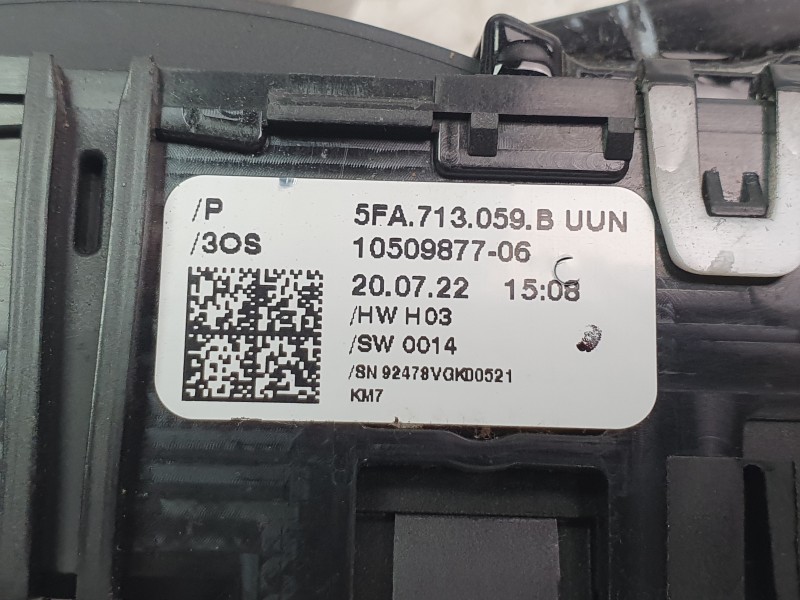 /P 5FA.713.059.B UUN
/3OS 10509877-06
20.07.22 15:08
/HW H03
/SW 0014
/SN 92478VGK00521
KM7